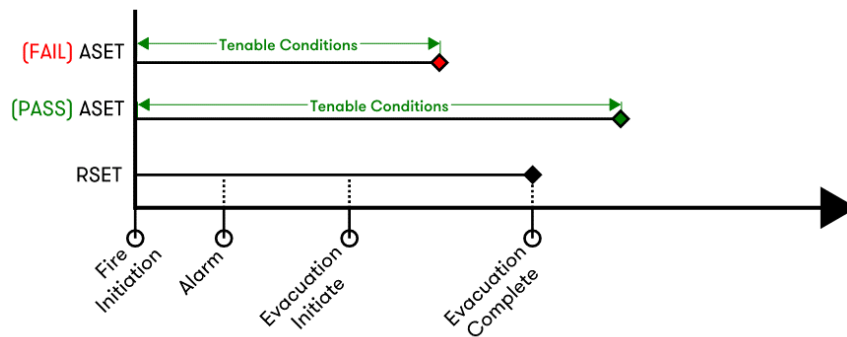 Tenable Conditions
(FAIL) ASET
Tenable Conditions
(PASS) ASET
RSET
Fire
Initiation
Alarm
Evacuation
Initiate
Evacuation
Complete